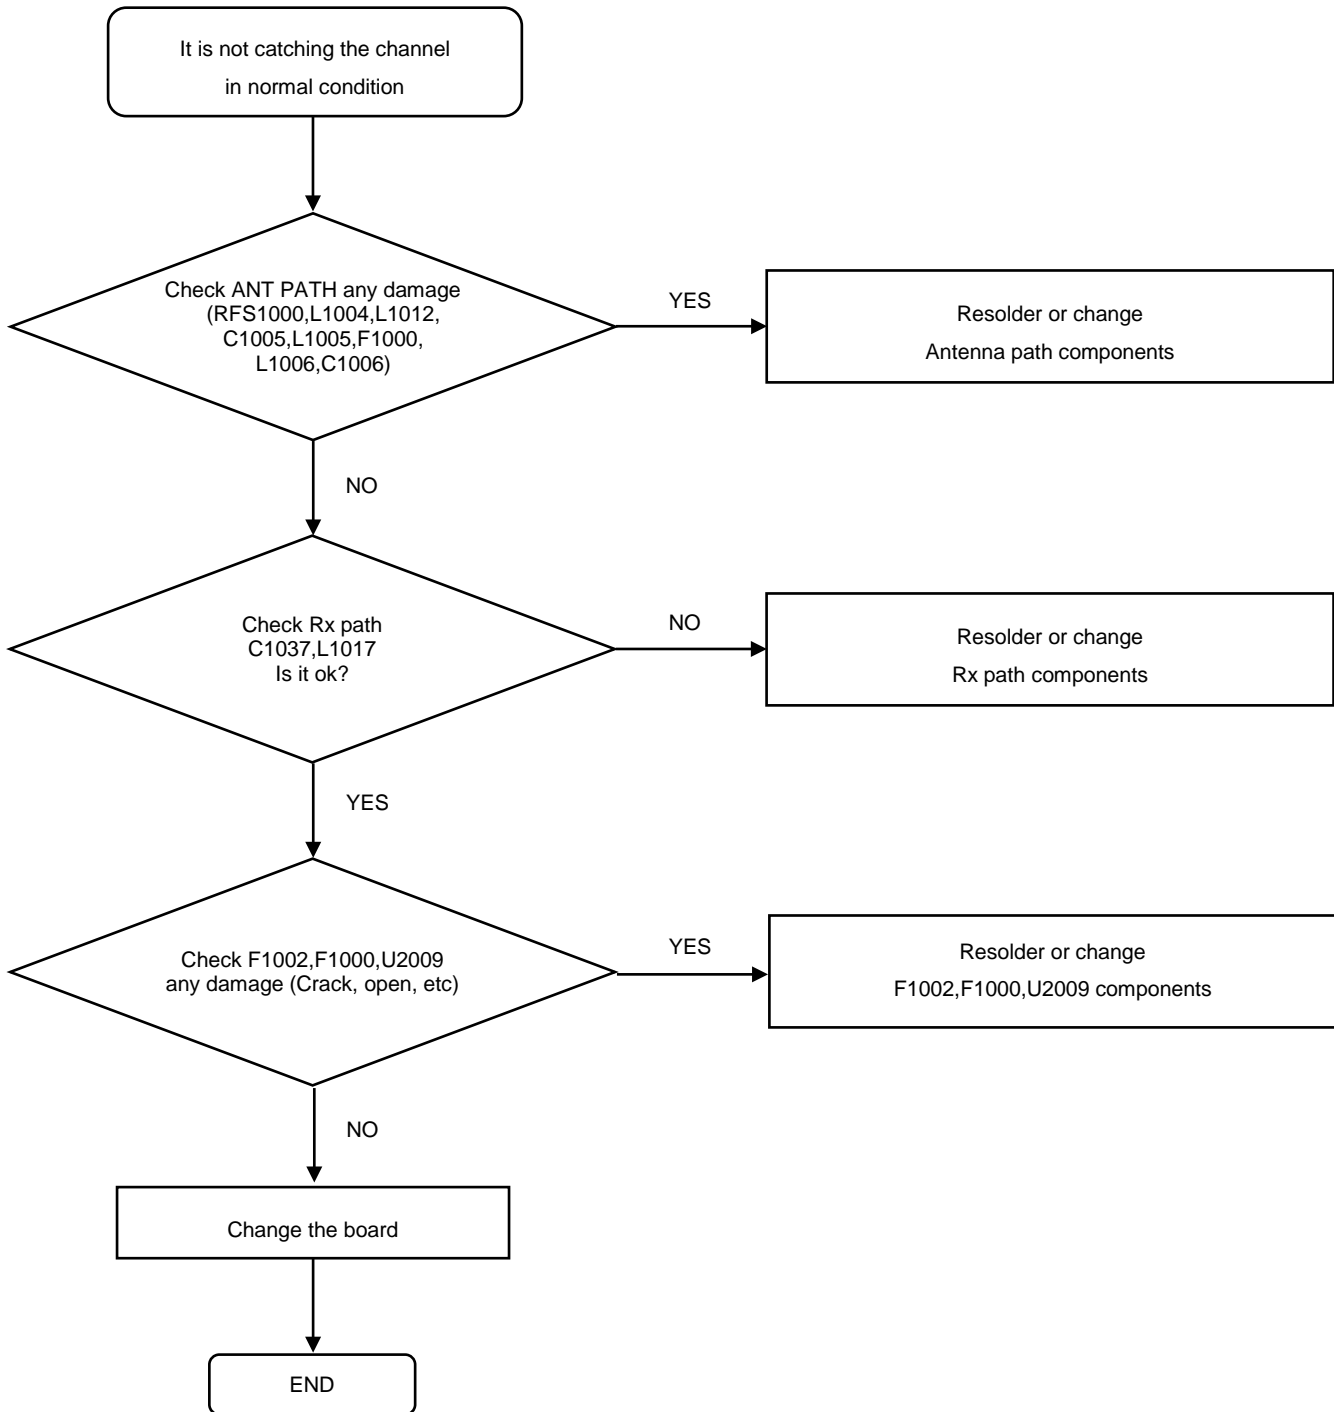 It is not catching the channel
in normal condition
Check ANT PATH any damage
(RFS1000,L1004,L1012,
C1005,L1005,F1000,
L1006,C1006)
YES
Resolder or change
Antenna path components
NO
Check Rx path
C1037,L1017
Is it ok?
NO
Resolder or change
Rx path components
YES
Check F1002,F1000,U2009
any damage (Crack, open, etc)
YES
Resolder or change
F1002,F1000,U2009 components
NO
Change the board
END